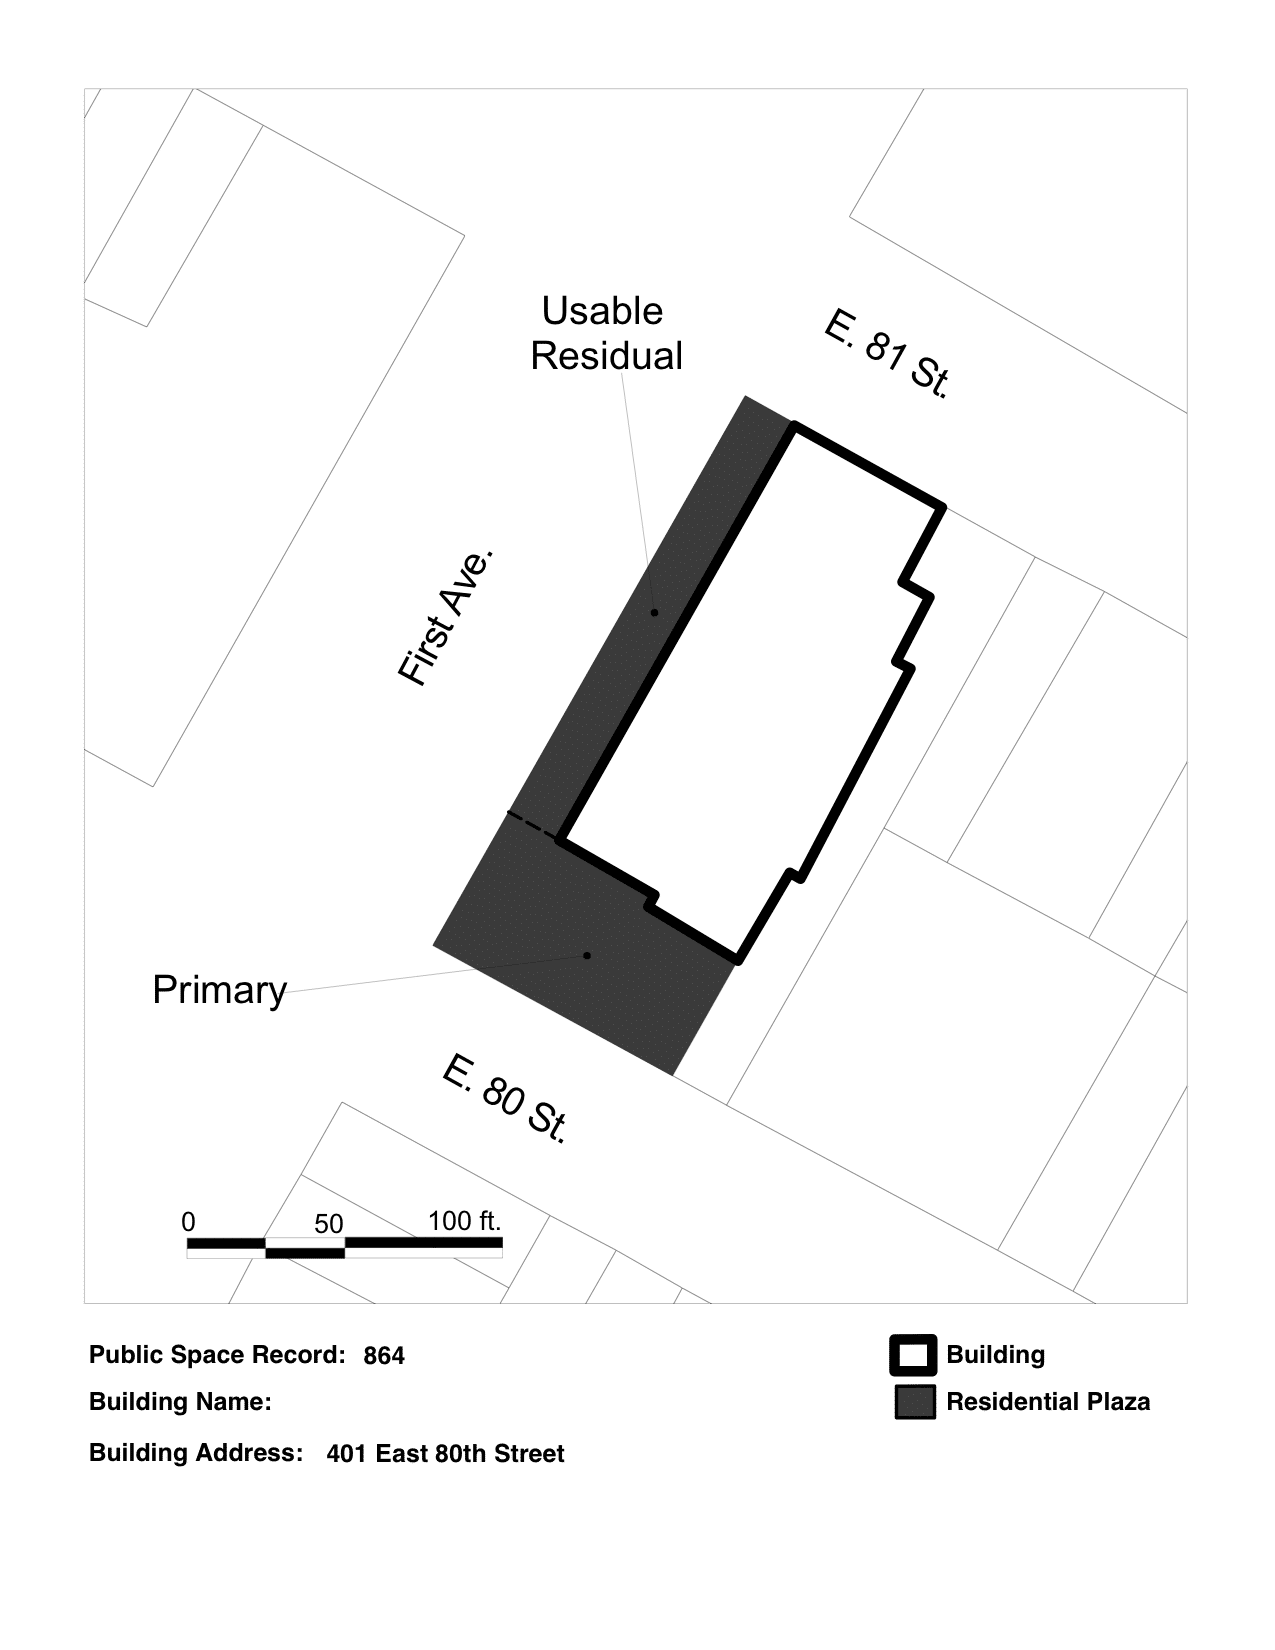 Usable
Residual
E. 81 St.
First Ave.
Primary
E. 80 St.
0 50 100 ft.
Public Space Record: 864
Building Name:
Building Address: 401 East 80th Street
Building
Residential Plaza